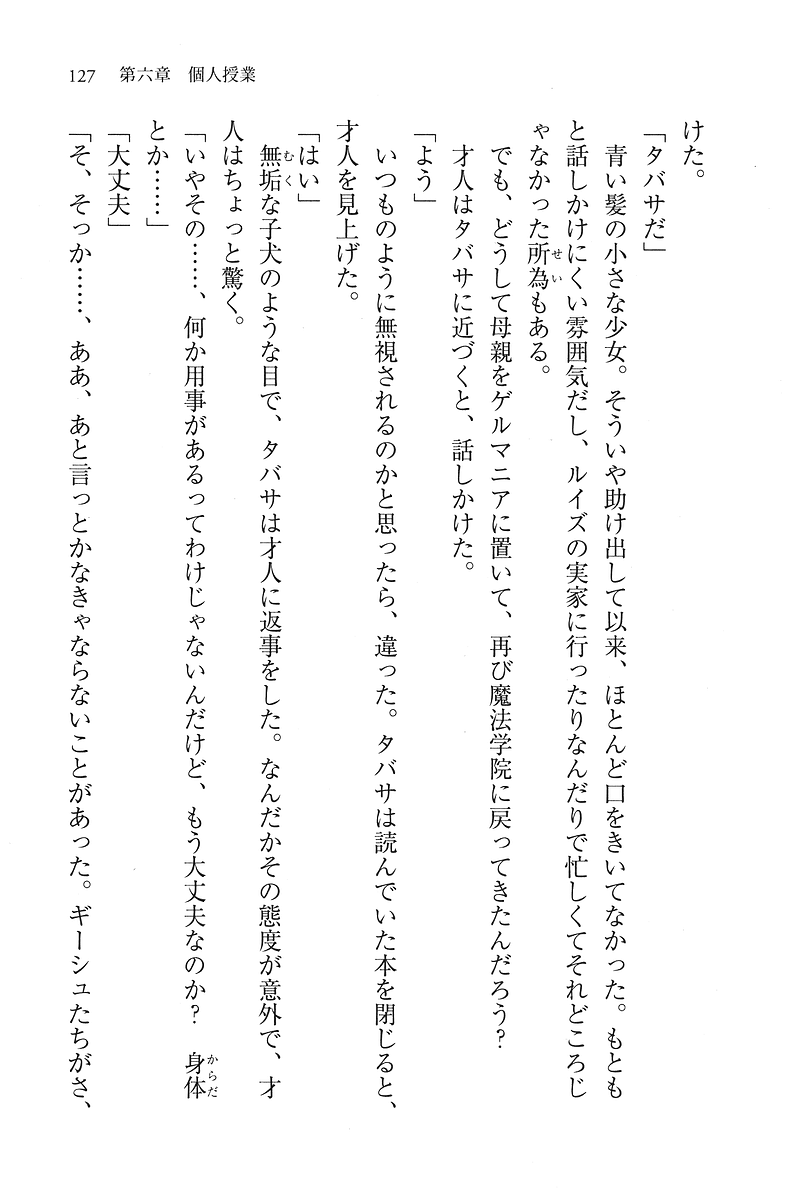 127　第六章　個人授業
けた。
「タバサだ」
　青い髪の小さな少女。そういや助け出して以来、ほとんど口をきいてなかった。もとも
と話しかけにくい雰囲気だし、ルイズの実家に行ったりなんだりで忙しくてそれどころじ
ゃなかった所為もある。
せい
　でも、どうして母親をゲルマニアに置いて、再び魔法学院に戻ってきたんだろう？
　才人はタバサに近づくと、話しかけた。
「よう」
　いつものように無視されるのかと思ったら、違った。タバサは読んでいた本を閉じると、
才人を見上げた。
「はい」
　無垢な子犬のような目で、タバサは才人に返事をした。なんだかその態度が意外で、才
むく
人はちょっと驚く。
「いやその……、何か用事があるってわけじゃないんだけど、もう大丈夫なのか？　身体
からだ
とか……」
「大丈夫」
「そ、そっか……、ああ、あと言っとかなきゃならないことがあった。ギーシュたちがさ、